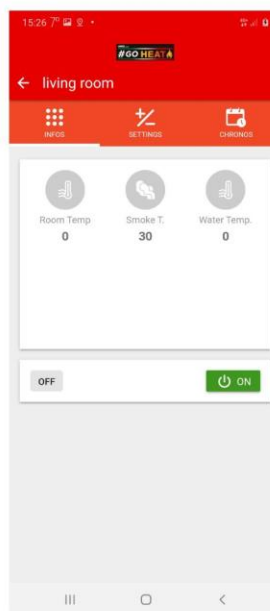 15:26 7°
#GO HEAT
living room
INFOS SETTINGS CHRONOS
Room Temp Smoke T. Water Temp.
0 30 0
OFF ON